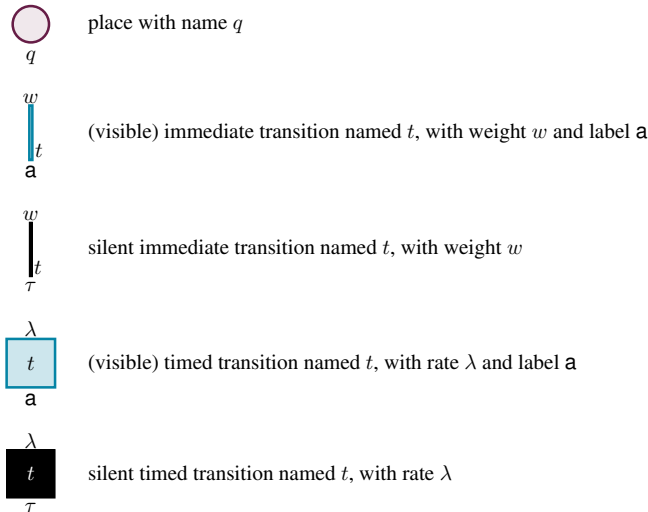 q
place with name q
w
t
a
(visible) immediate transition named t, with weight w and label a
w
t
τ
silent immediate transition named t, with weight w
λ
t
a
(visible) timed transition named t, with rate λ and label a
λ
t
τ
silent timed transition named t, with rate λ